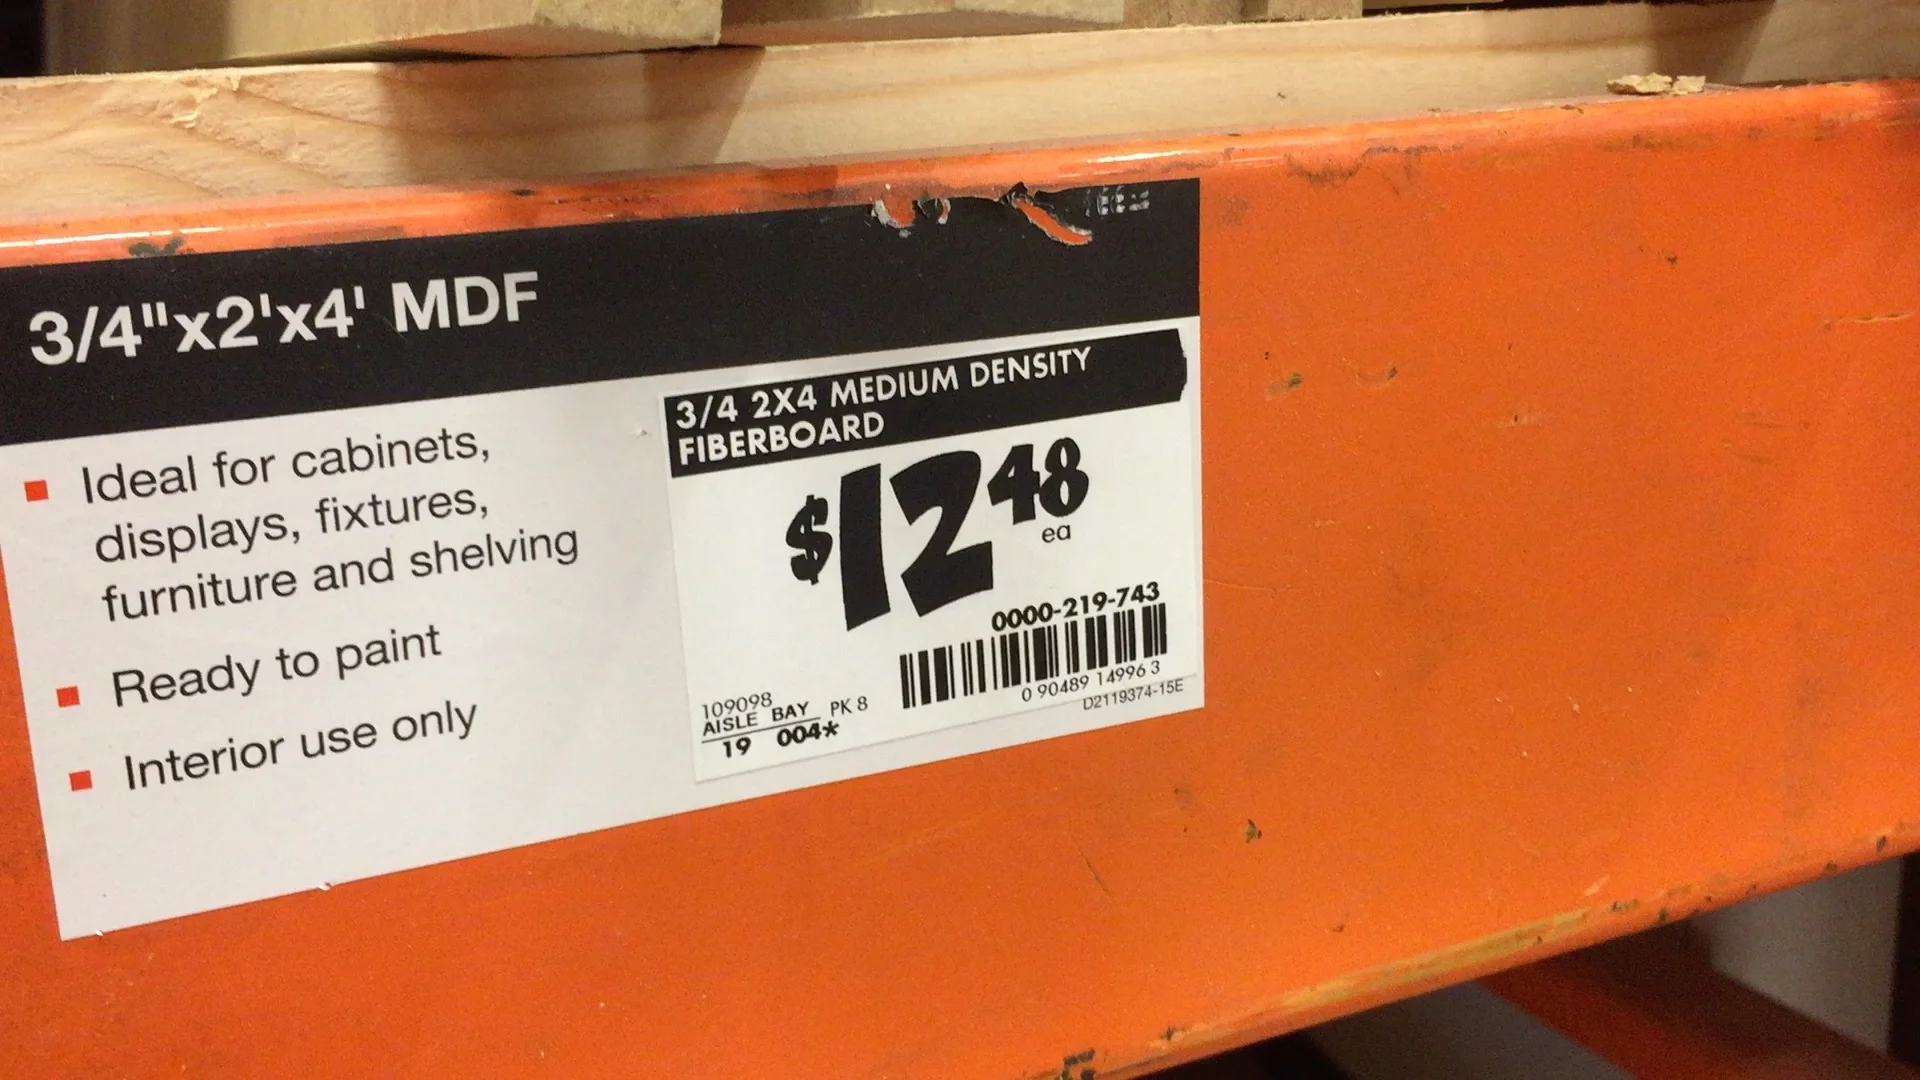 3/4"x2'x4' MDF
Ideal for cabinets,
displays, fixtures,
furniture and shelving
Ready to paint
Interior use only
3/4 2X4 MEDIUM DENSITY
FIBERBOARD
$12 48
ea
0000-219-743
0 90489 14996 3
D2119374-15E
109098
AISLE BAY PK 8
19 004*